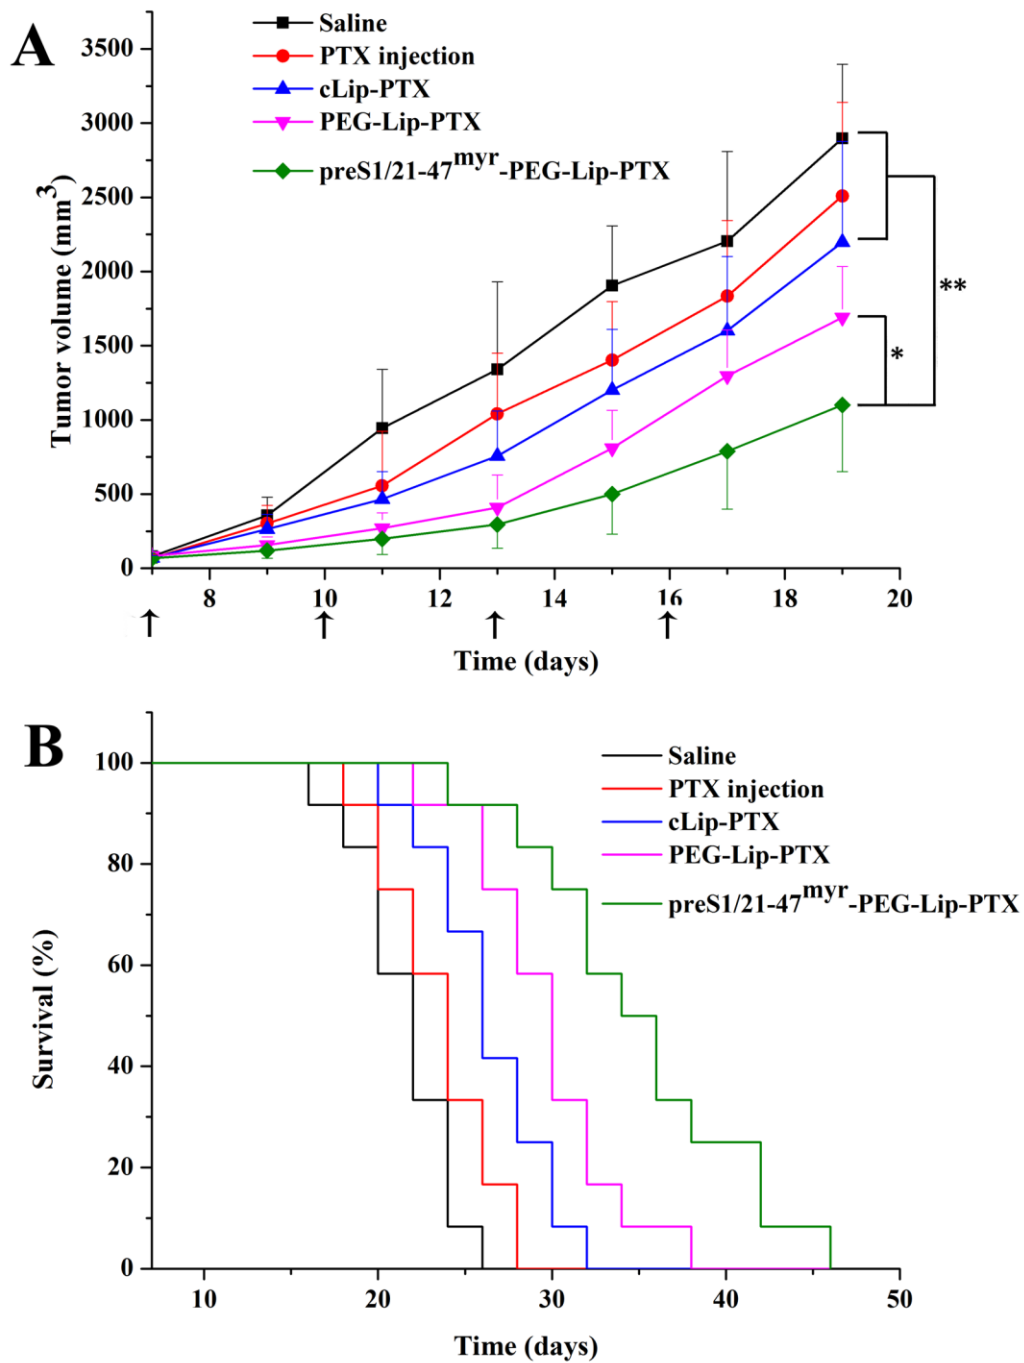 A
Saline
PTX injection
cLip-PTX
PEG-Lip-PTX
preS1/21-47myr-PEG-Lip-PTX
Tumor volume (mm3)
3500
3000
2500
2000
1500
1000
500
0
**
*
8 10 12 14 16 18 20
Time (days)
B
Saline
PTX injection
cLip-PTX
PEG-Lip-PTX
preS1/21-47myr-PEG-Lip-PTX
Survival (%)
100
80
60
40
20
0
10 20 30 40 50
Time (days)